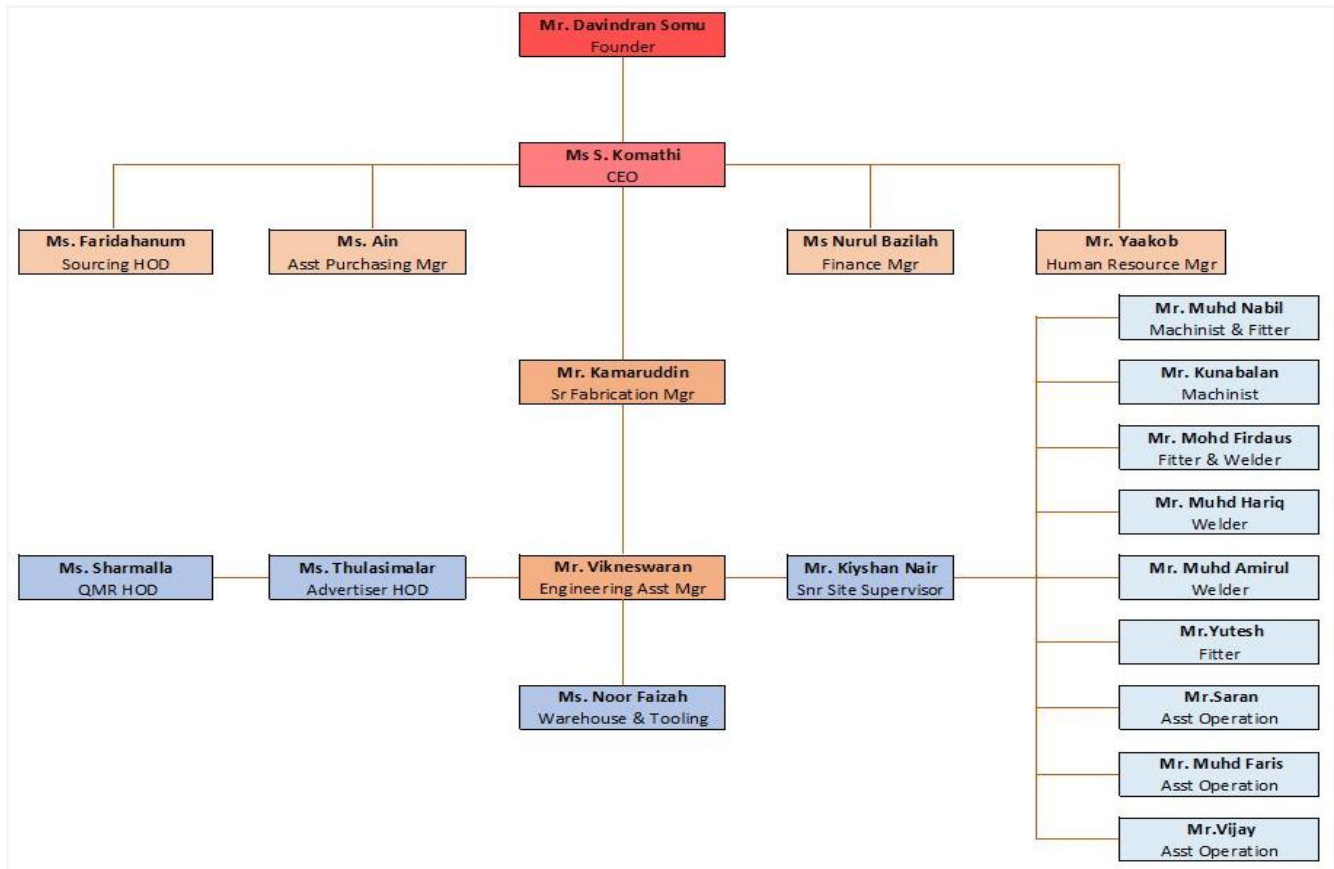 Mr. Davindran Somu
Founder
Ms S. Komathi
CEO
Ms. Faridahanum
Sourcing HOD
Ms. Ain
Asst Purchasing Mgr
Ms Nurul Bazilah
Finance Mgr
Mr. Yaakob
Human Resource Mgr
Mr. Kamaruddin
Sr Fabrication Mgr
Ms. Sharmalla
QMR HOD
Ms. Thulasimalar
Advertiser HOD
Mr. Vikneswaran
Engineering Asst Mgr
Mr. Kiyshan Nair
Snr Site Supervisor
Ms. Noor Faizah
Warehouse & Tooling
Mr. Muhd Nabil
Machinist & Fitter
Mr. Kunabalan
Machinist
Mr. Mohd Firdaus
Fitter & Welder
Mr. Muhd Hariq
Welder
Mr. Muhd Amirul
Welder
Mr.Yutesh
Fitter
Mr.Saran
Asst Operation
Mr. Muhd Faris
Asst Operation
Mr.Vijay
Asst Operation